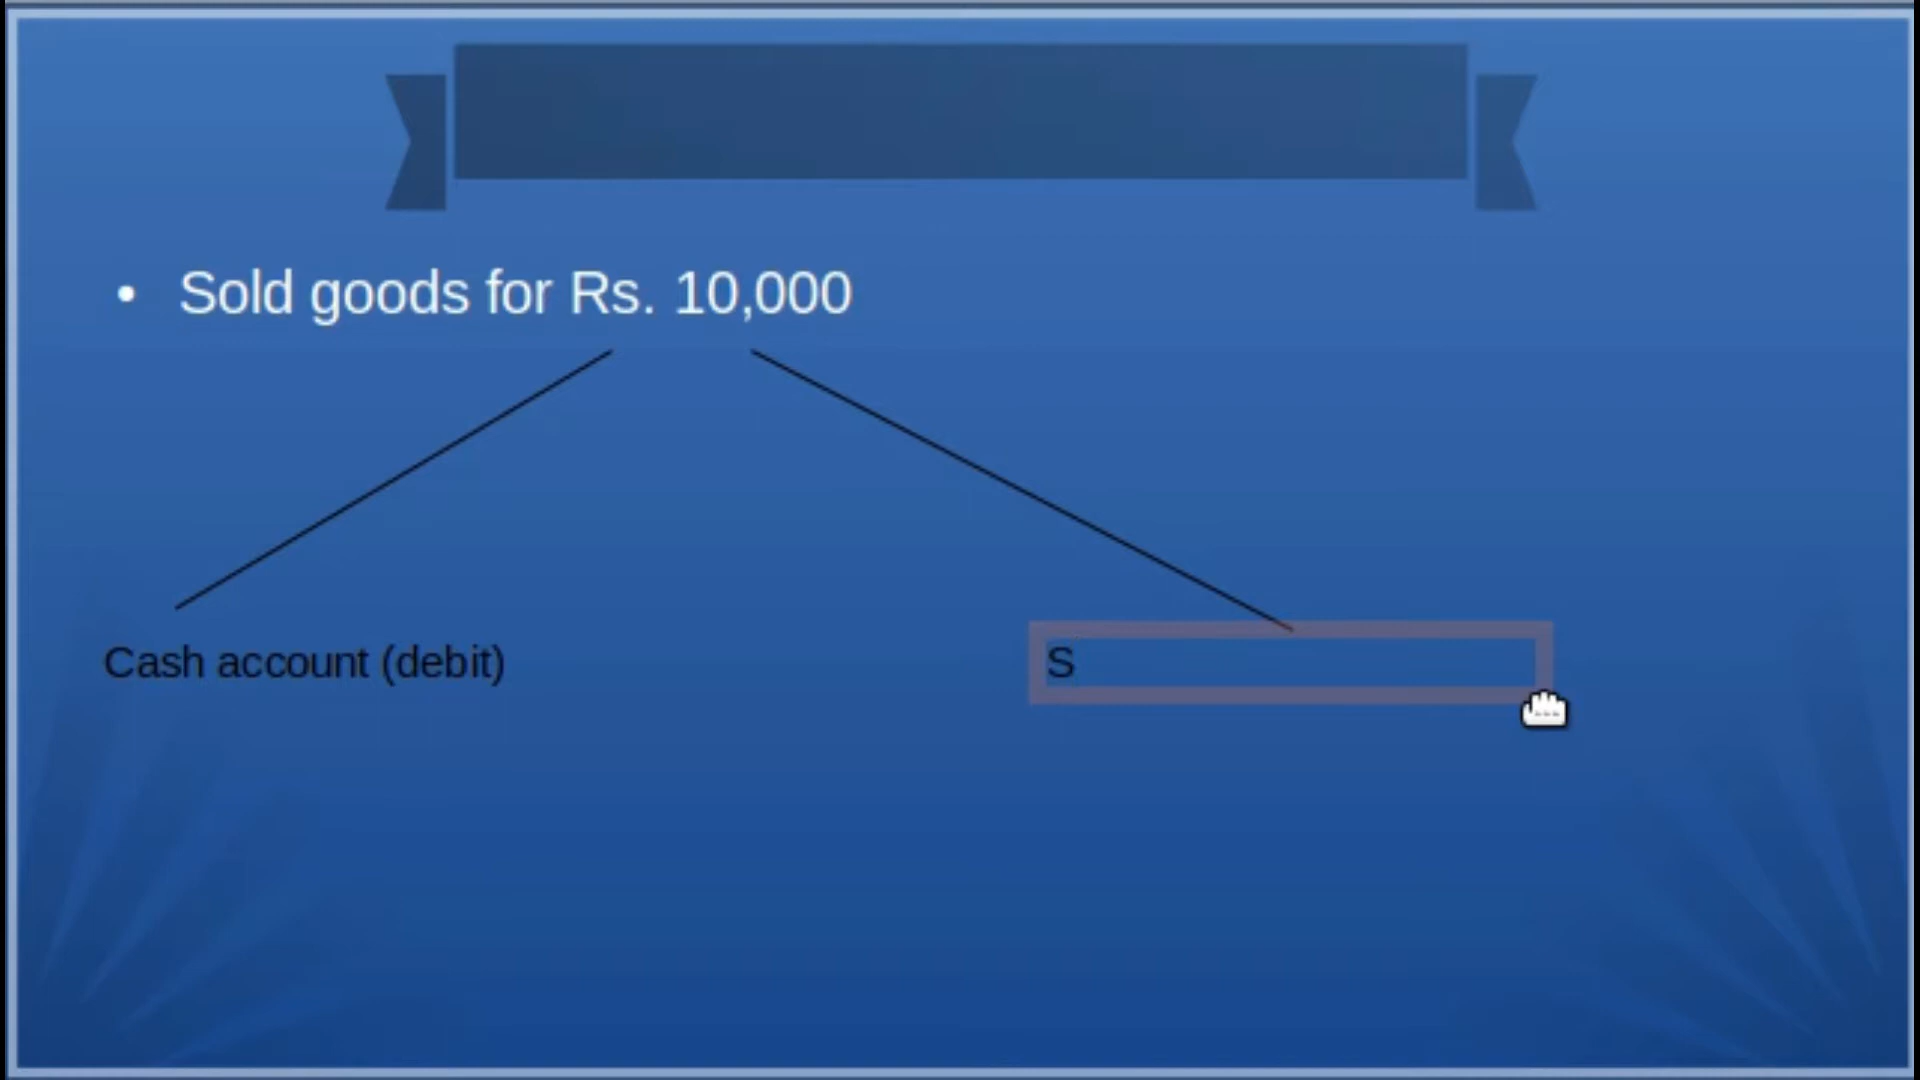 • Sold goods for Rs. 10,000
Cash account (debit)
S